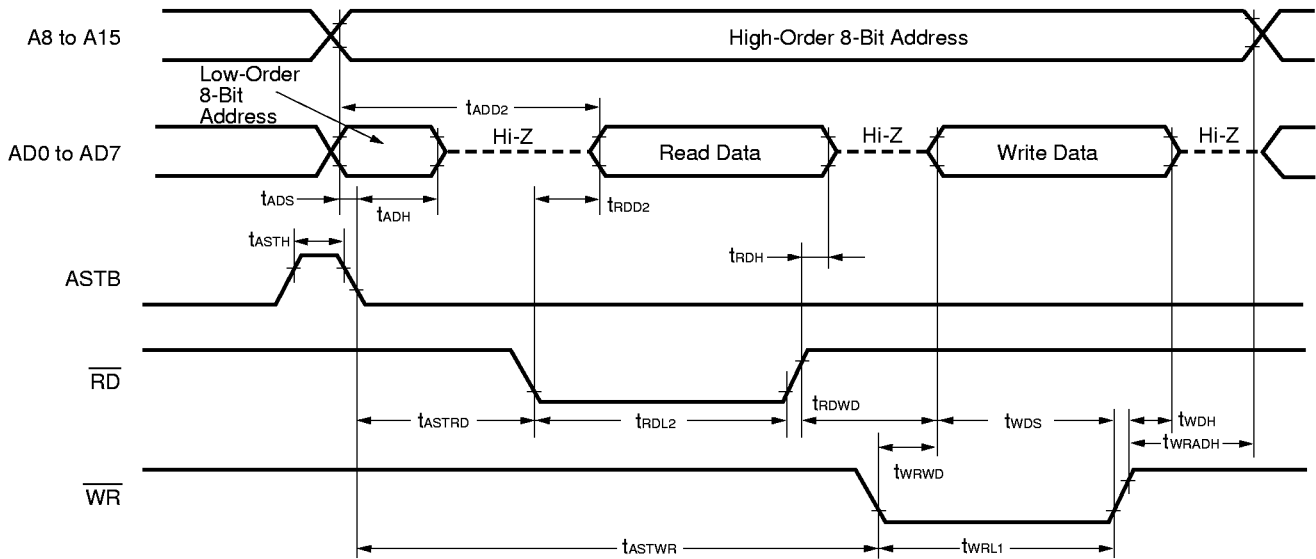 A8 to A15
High-Order 8-Bit Address
Low-Order
8-Bit
Address
tADD2
AD0 to AD7
Hi-Z
Read Data
Hi-Z
Write Data
Hi-Z
tADS
tADH
tRDD2
tASTH
tRDH
ASTB
RD
tASTRD
tRDL2
tRDWD
tWDS
tWDH
tWRADH
tWRWD
WR
tASTWR
tWRL1